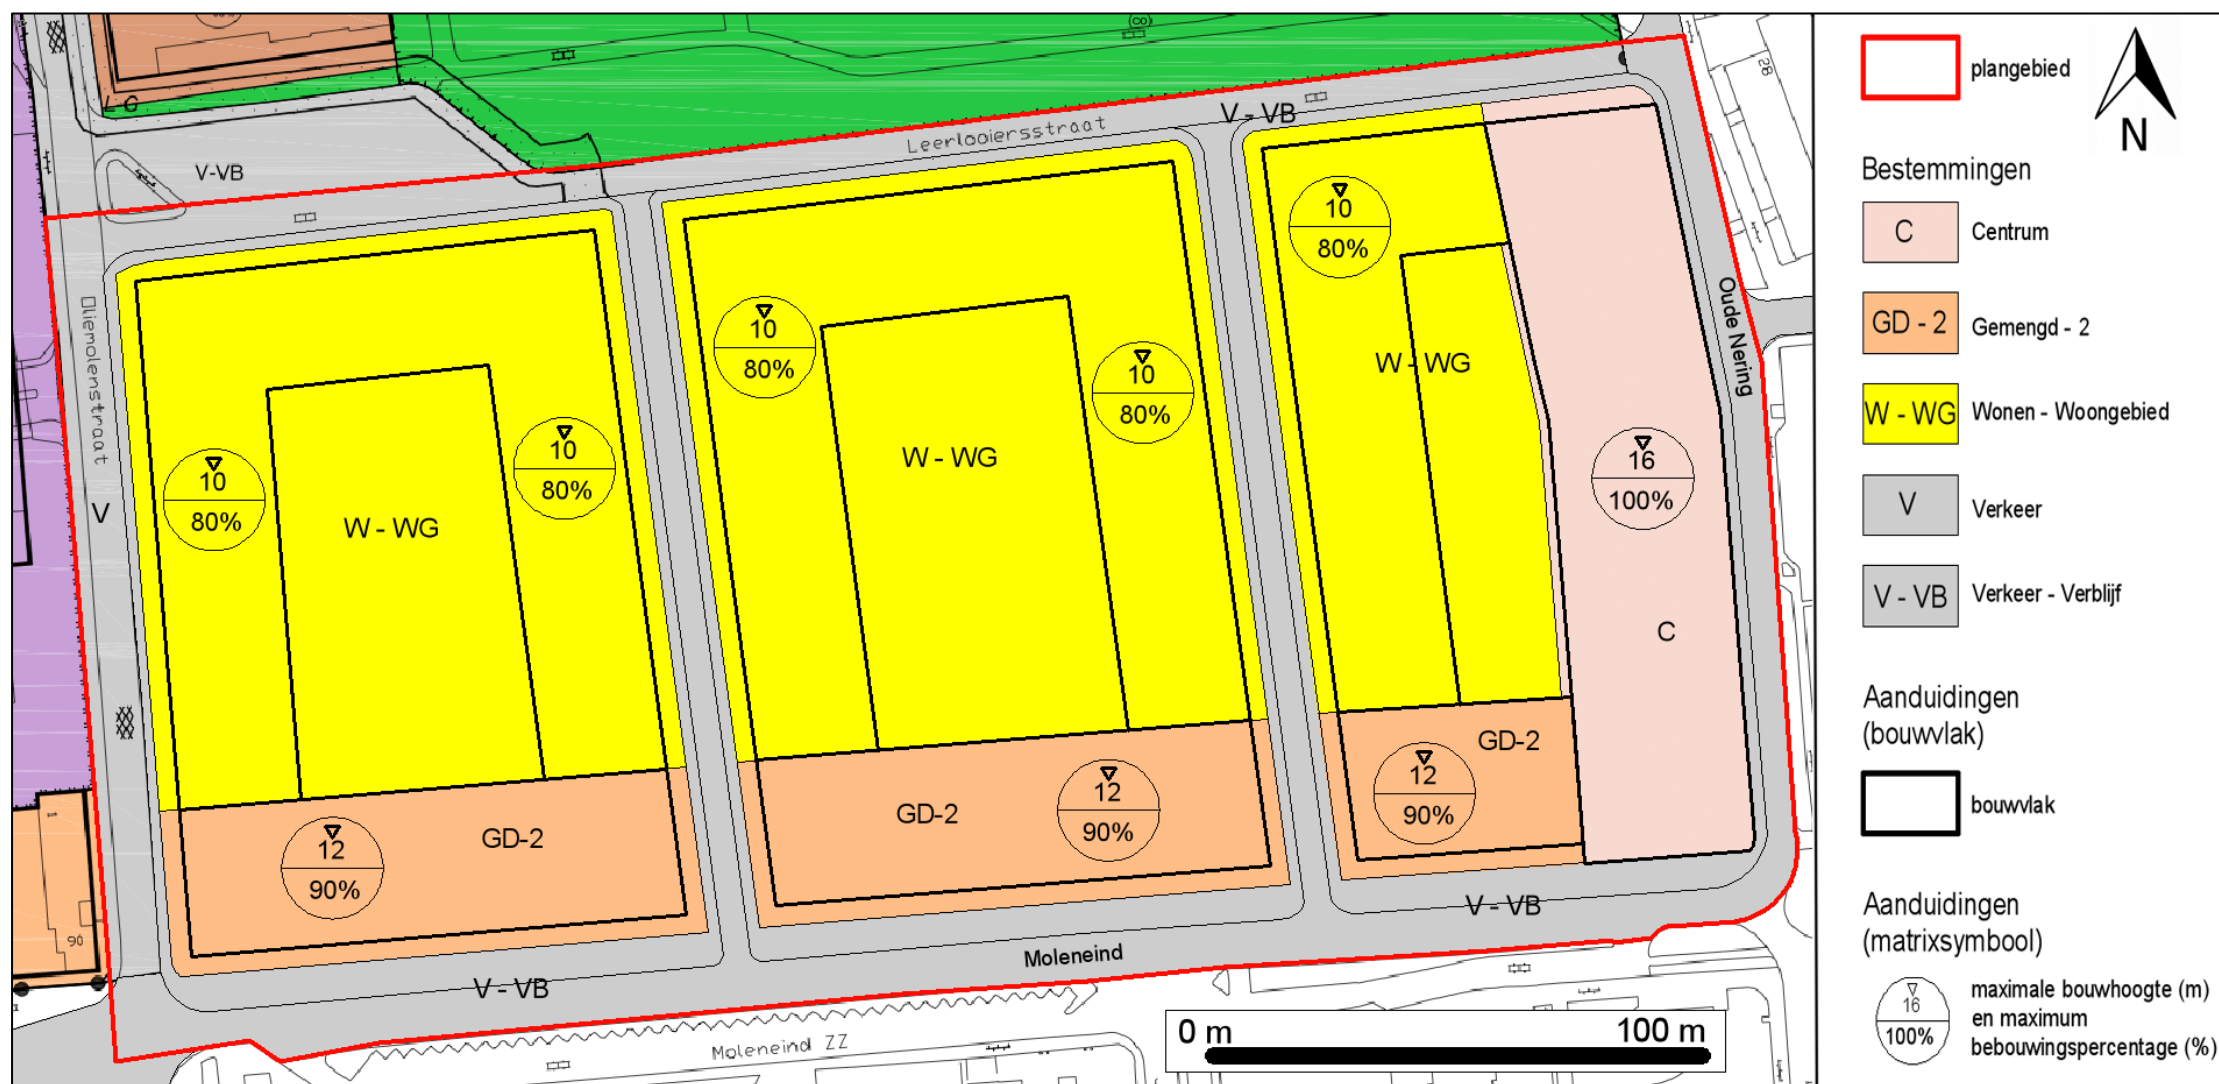 L C
V-VB
(co)
Leerlooiersstraat
V - VB
28
Oliemolenstraat
V
10
80%
10
80%
W - WG
10
80%
10
80%
W - WG
10
80%
W - WG
Oude Nering
16
100%
C
GD-2
12
90%
GD-2
12
90%
GD-2
12
90%
90
V - VB
Moleneind
V - VB
Moleneind ZZ
0 m
100 m
plangebied
N
Bestemmingen
C
Centrum
GD - 2
Gemengd - 2
W - WG
Wonen - Woongebied
V
Verkeer
V - VB
Verkeer - Verblijf
Aanduidingen
(bouwvlak)
bouwvlak
Aanduidingen
(matrixsymbool)
16
100%
maximale bouwhoogte (m)
en maximum
bebouwingspercentage (%)